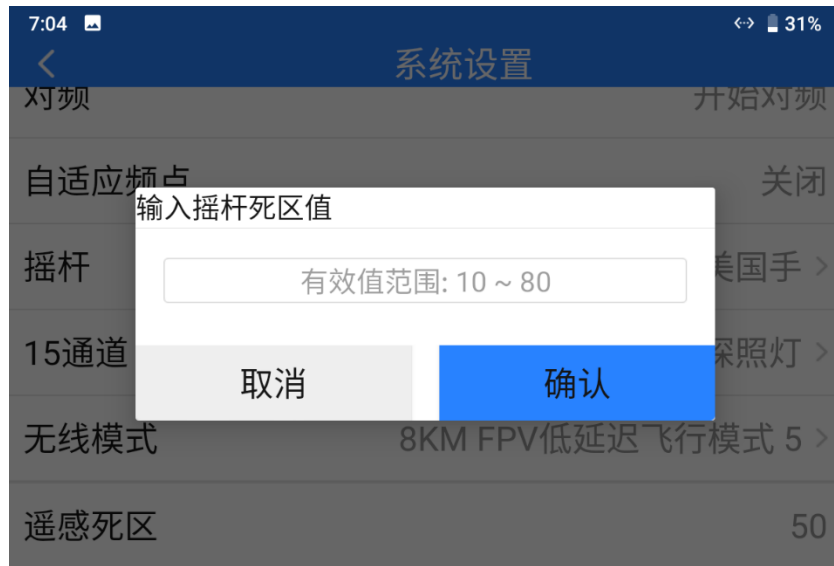 7:04 31%
系统设置
对频 开始对频
自适应频点 关闭
输入摇杆死区值
摇杆 美国手
有效值范围: 10 ~ 80
15通道 探照灯
取消 确认
无线模式 8KM FPV低延迟飞行模式 5
遥感死区 50